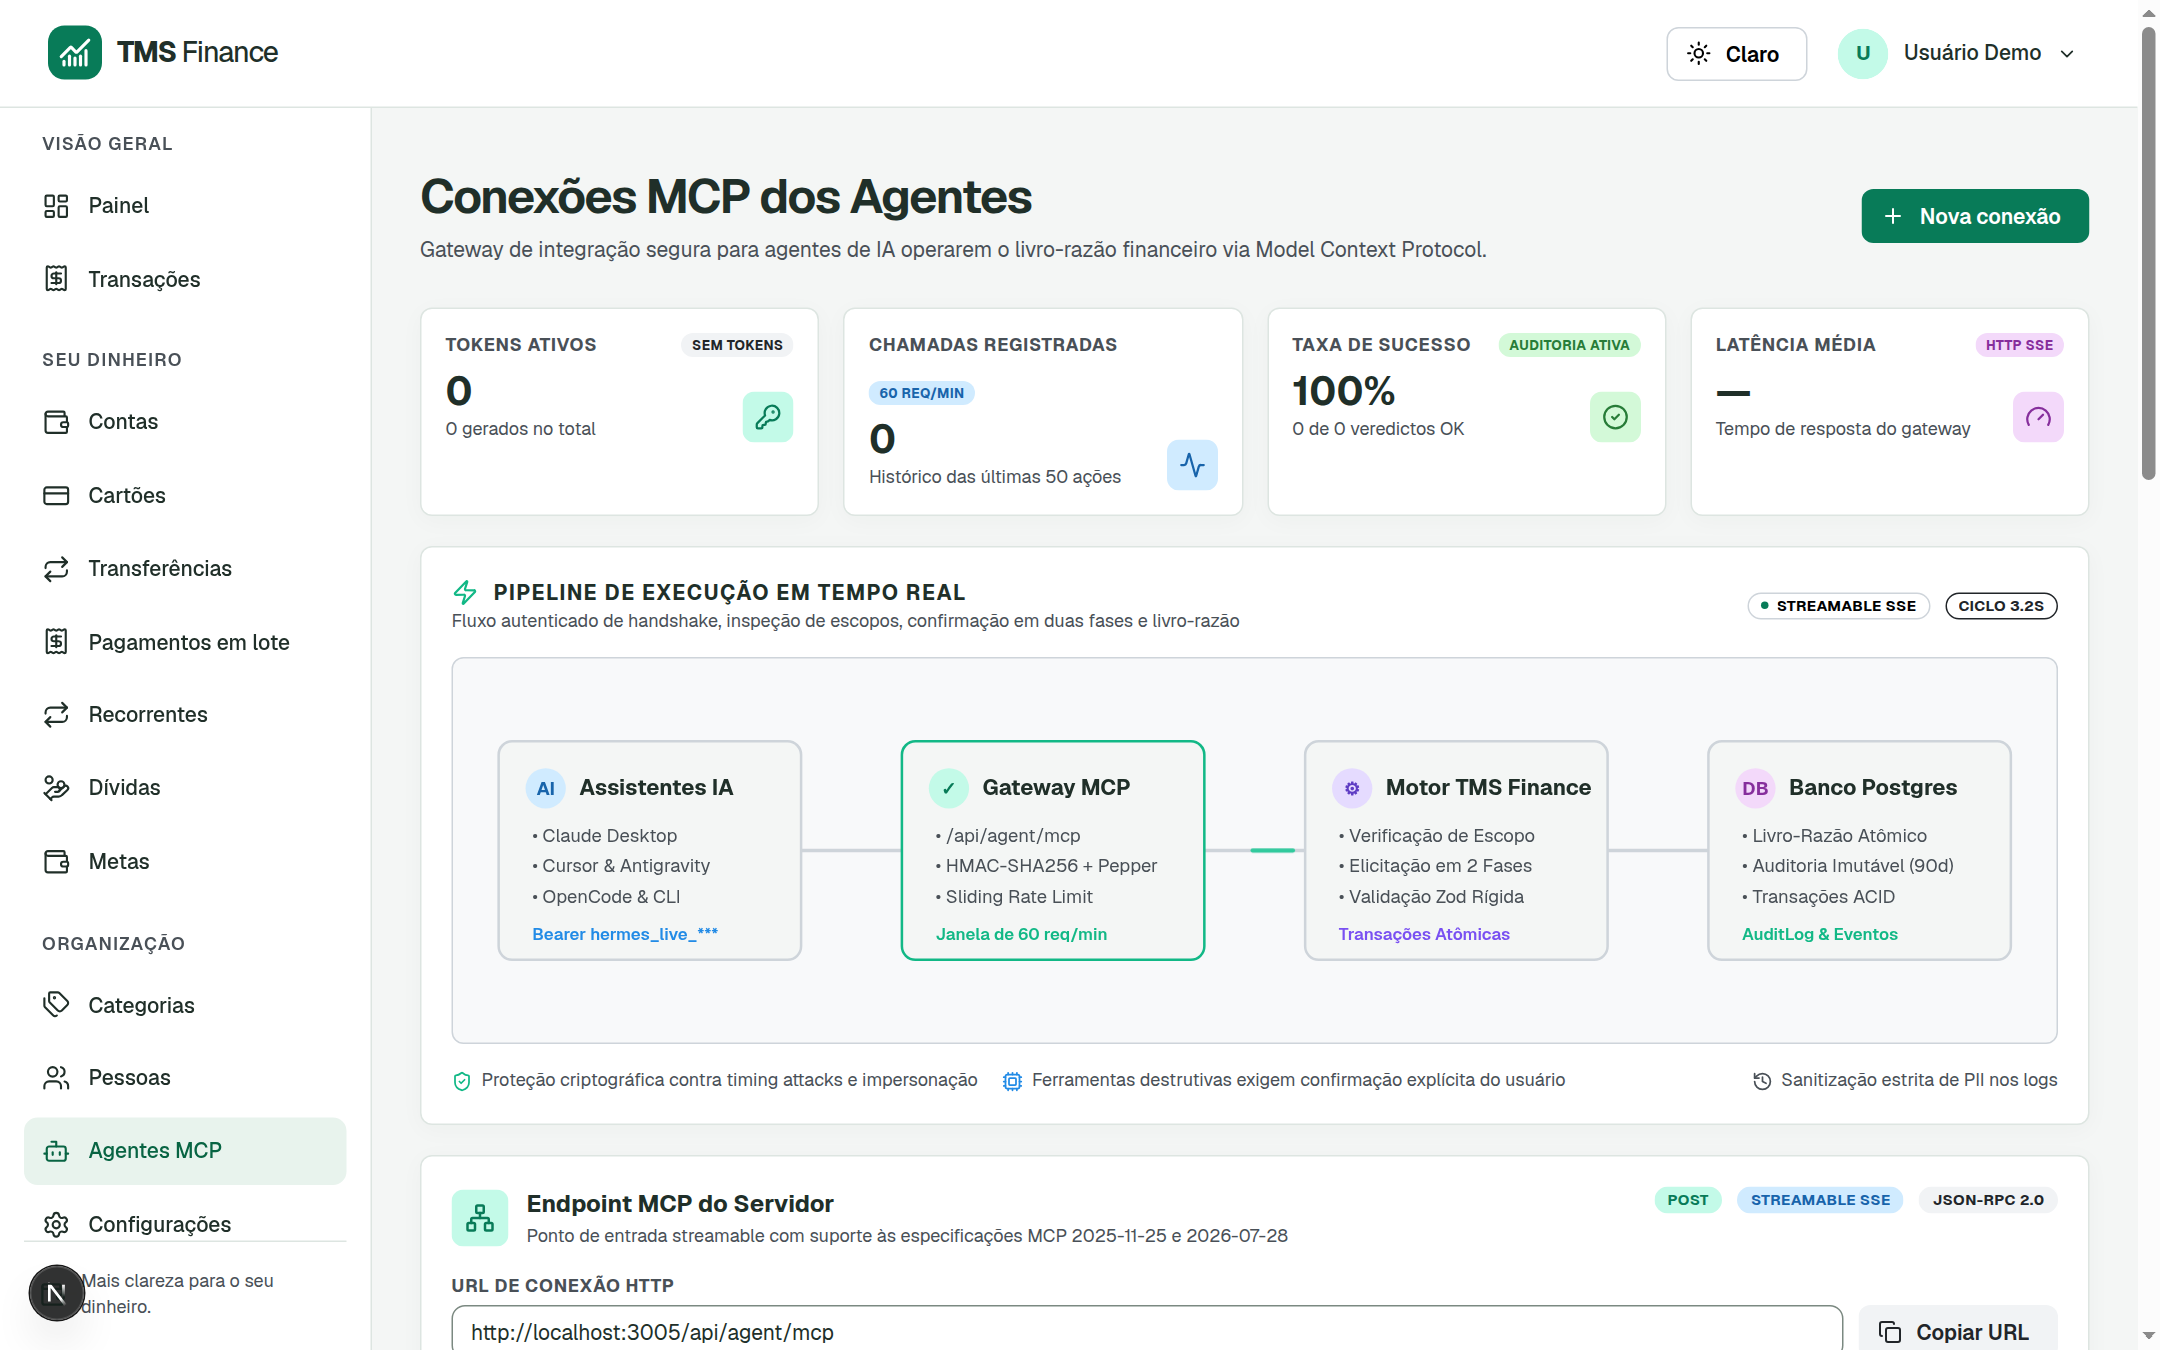 TMS Finance
Claro
U
Usuário Demo
VISÃO GERAL
Painel
Transações
SEU DINHEIRO
Contas
Cartões
Transferências
Pagamentos em lote
Recorrentes
Dívidas
Metas
ORGANIZAÇÃO
Categorias
Pessoas
Agentes MCP
Configurações
N
Mais clareza para o seu
dinheiro.
Conexões MCP dos Agentes
Gateway de integração segura para agentes de IA operarem o livro-razão financeiro via Model Context Protocol.
+ Nova conexão
TOKENS ATIVOS
SEM TOKENS
0
0 gerados no total
CHAMADAS REGISTRADAS
60 REQ/MIN
0
Histórico das últimas 50 ações
TAXA DE SUCESSO
AUDITORIA ATIVA
100%
0 de 0 veredictos OK
LATÊNCIA MÉDIA
HTTP SSE
—
Tempo de resposta do gateway
PIPELINE DE EXECUÇÃO EM TEMPO REAL
Fluxo autenticado de handshake, inspeção de escopos, confirmação em duas fases e livro-razão
STREAMABLE SSE
CICLO 3.2S
AI Assistentes IA
• Claude Desktop
• Cursor & Antigravity
• OpenCode & CLI
Bearer hermes_live_***
✓ Gateway MCP
• /api/agent/mcp
• HMAC-SHA256 + Pepper
• Sliding Rate Limit
Janela de 60 req/min
⚙ Motor TMS Finance
• Verificação de Escopo
• Elicitação em 2 Fases
• Validação Zod Rígida
Transações Atômicas
DB Banco Postgres
• Livro-Razão Atômico
• Auditoria Imutável (90d)
• Transações ACID
AuditLog & Eventos
Proteção criptográfica contra timing attacks e impersonação
Ferramentas destrutivas exigem confirmação explícita do usuário
Sanitização estrita de PII nos logs
Endpoint MCP do Servidor
Ponto de entrada streamable com suporte às especificações MCP 2025-11-25 e 2026-07-28
POST
STREAMABLE SSE
JSON-RPC 2.0
URL DE CONEXÃO HTTP
http://localhost:3005/api/agent/mcp
Copiar URL